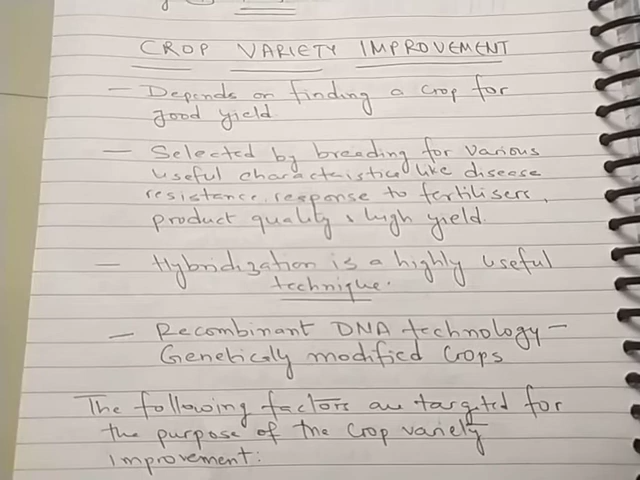 CROP VARIETY IMPROVEMENT
- Depends on finding a crop for
good yield
- Selected by breeding for various
useful characteristics like disease
resistance, response to fertilisers,
product quality & high yield.
- Hybridization is a highly useful
technique.
- Recombinant DNA technology -
Geneticaly modified Crops
The following factors are targeted for
the purpose of the Crop variety
improvement: